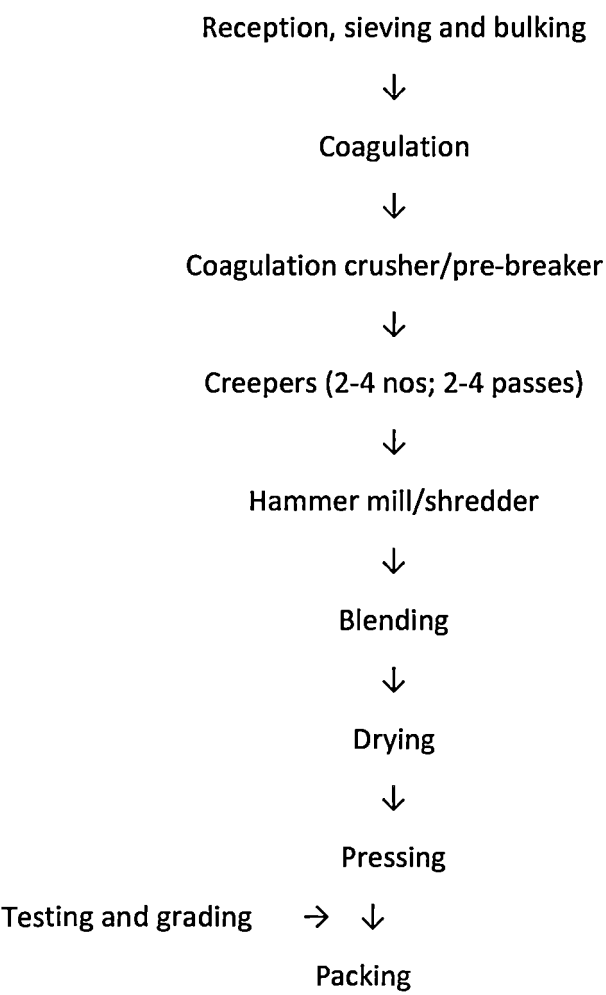 Reception, sieving and bulking
↓
Coagulation
↓
Coagulation crusher/pre-breaker
↓
Creepers (2-4 nos; 2-4 passes)
↓
Hammer mill/shredder
↓
Blending
↓
Drying
↓
Pressing
Testing and grading → ↓
Packing